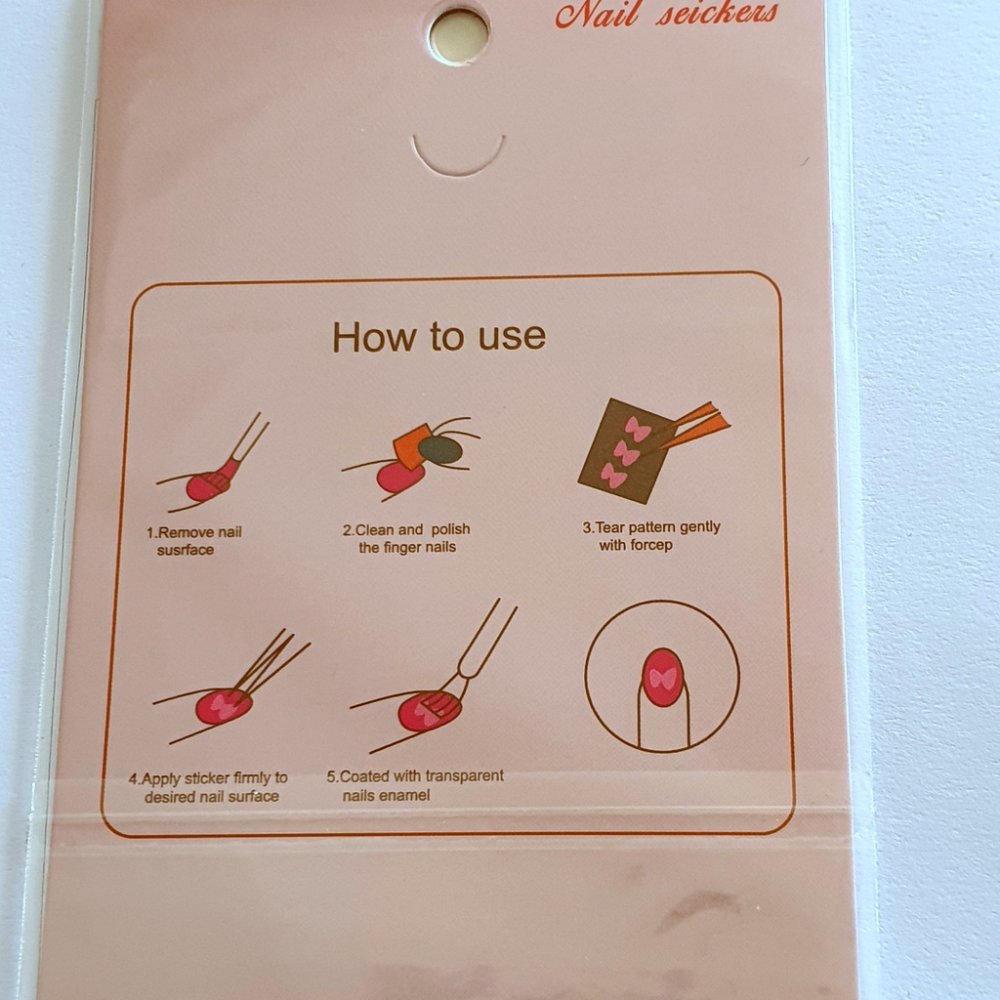 Nail seickers
How to use
1.Remove nail
susrface
2.Clean and polish
the finger nails
3.Tear pattern gently
with forcep
4.Apply sticker firmly to
desired nail surface
5.Coated with transparent
nails enamel